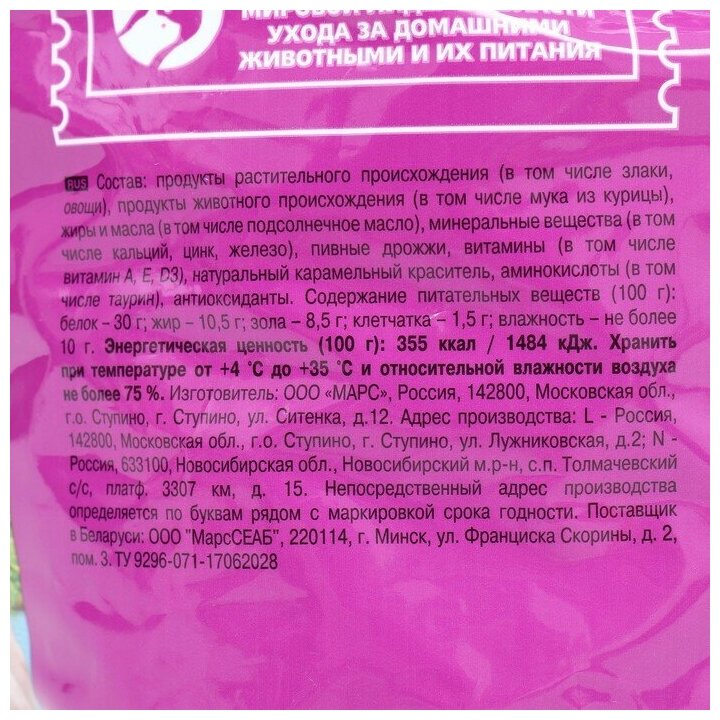 УХОДА ЗА ДОМАШНИМИ
ЖИВОТНЫМИ И ИХ ПИТАНИЯ
RUS Состав: продукты растительного происхождения (в том числе злаки,
овощи), продукты животного происхождения (в том числе мука из курицы),
жиры и масла (в том числе подсолнечное масло), минеральные вещества (в том
числе кальций, цинк, железо), пивные дрожжи, витамины (в том числе
витамин A, E, D3), натуральный карамельный краситель, аминокислоты (в том
числе таурин), антиоксиданты. Содержание питательных веществ (100 г):
белок – 30 г; жир – 10,5 г; зола – 8,5 г; клетчатка – 1,5 г; влажность – не более
10 г. Энергетическая ценность (100 г): 355 ккал / 1484 кДж. Хранить
при температуре от +4 °C до +35 °C и относительной влажности воздуха
не более 75 %. Изготовитель: ООО «МАРС», Россия, 142800, Московская обл.,
г.о. Ступино, г. Ступино, ул. Ситенка, д.12. Адрес производства: L - Россия,
142800, Московская обл., г.о. Ступино, г. Ступино, ул. Лужниковская, д.2; N -
Россия, 633100, Новосибирская обл., Новосибирский м.р-н, с.п. Толмачевский
с/с, платф. 3307 км, д. 15. Непосредственный адрес производства
определяется по буквам рядом с маркировкой срока годности. Поставщик
в Беларуси: ООО "МарсСЕАБ", 220114, г. Минск, ул. Франциска Скорины, д. 2,
пом. 3. ТУ 9296-071-17062028